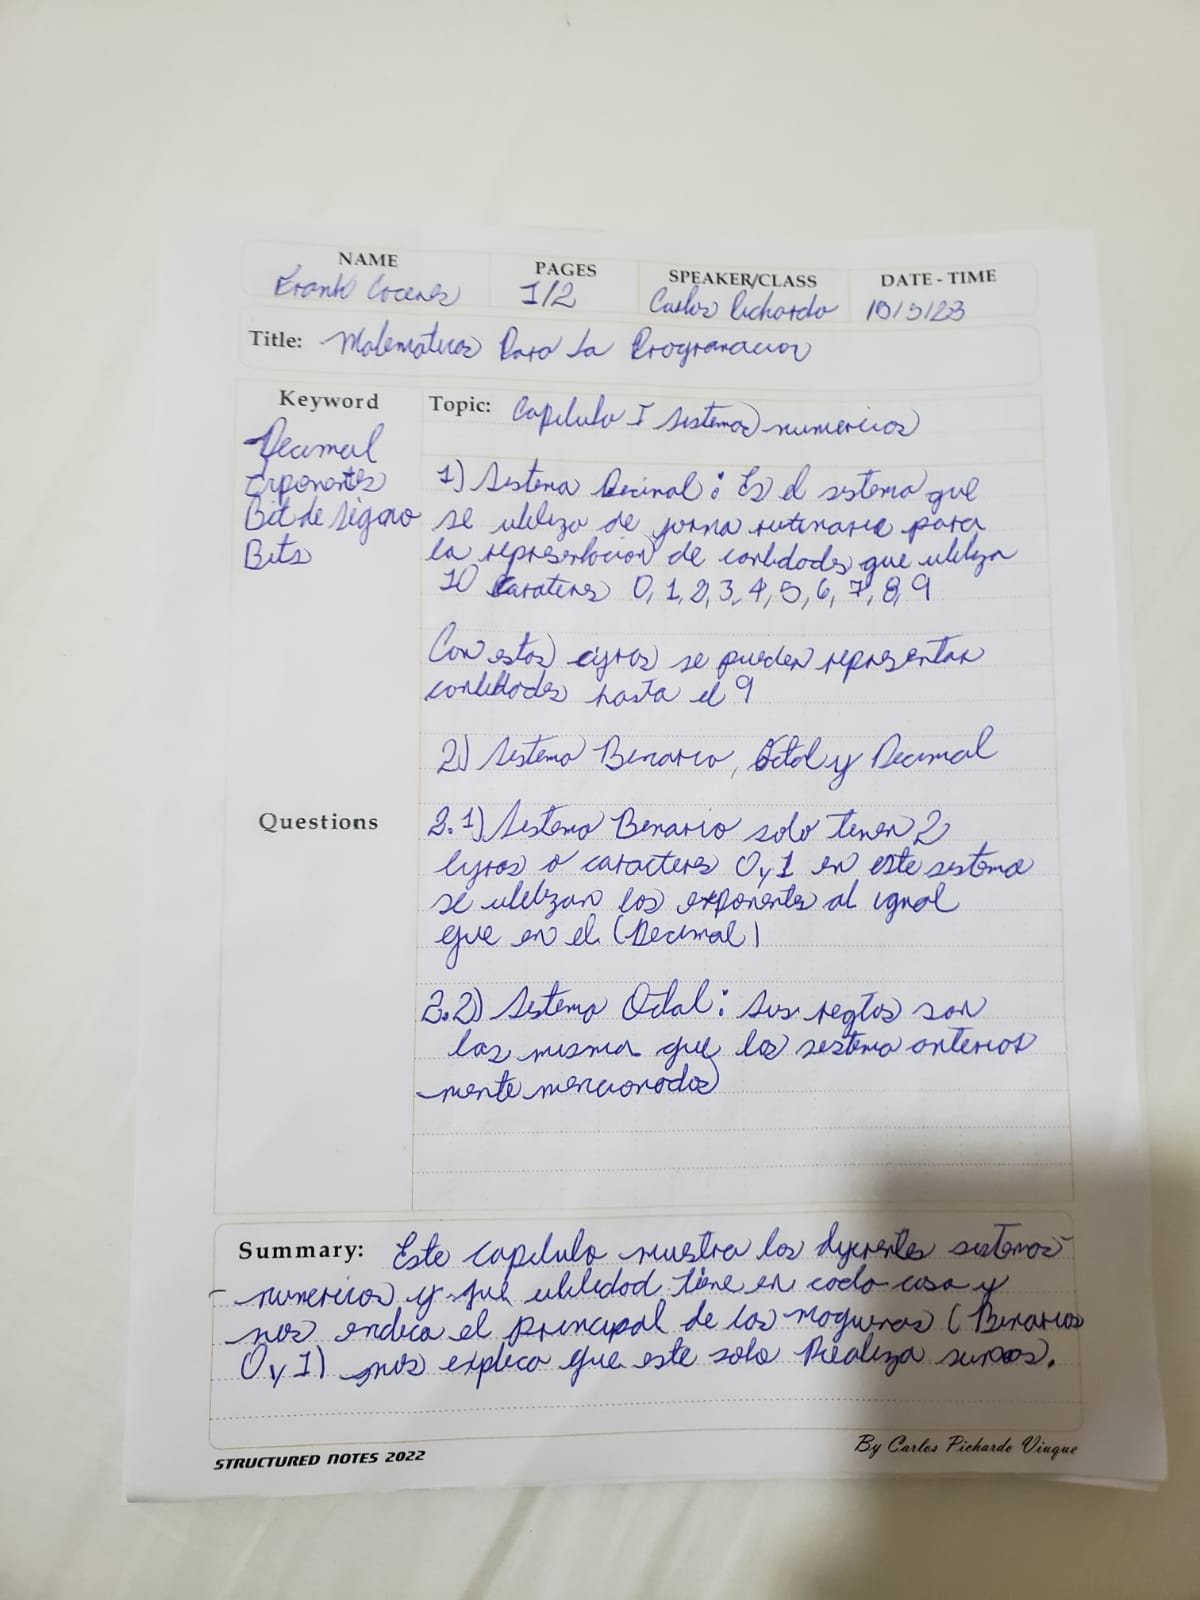 NAME PAGES SPEAKER/CLASS DATE - TIME
Frank 1/2 Carlos Pichardo 10/5/23
Title: Matematicas Para La Programacion
Keyword
Decimal
Exponentes
Bit de signo
Bits
Questions
Topic: Capitulo I Sistemas numericos
1) Sistema Decimal: Es el sistema que
se utiliza de forma rutinaria para
la representacion de cantidades que utiliza
10 caracteres 0, 1, 2, 3, 4, 5, 6, 7, 8, 9
Con estas cifras se pueden representar
cantidades hasta el 9
2) Sistema Binario, Octal y Decimal
2.1) Sistema Binario solo tienen 2
cifras o caracteres 0 y 1 en este sistema
se utilizan los exponentes al igual
que en el (Decimal)
2.2) Sistema Octal: Sus reglas son
las misma que los sistema anterior
mente mencionados
Summary: Este capitulo muestra los diferentes sistemas
numericos y que utilidad tiene en cada cosa y
nos indica el principal de las maquinas (Binarios
0 y 1) nos explica que este solo Realiza sumas.
STRUCTURED NOTES 2022
By Carlos Pichardo Viuque